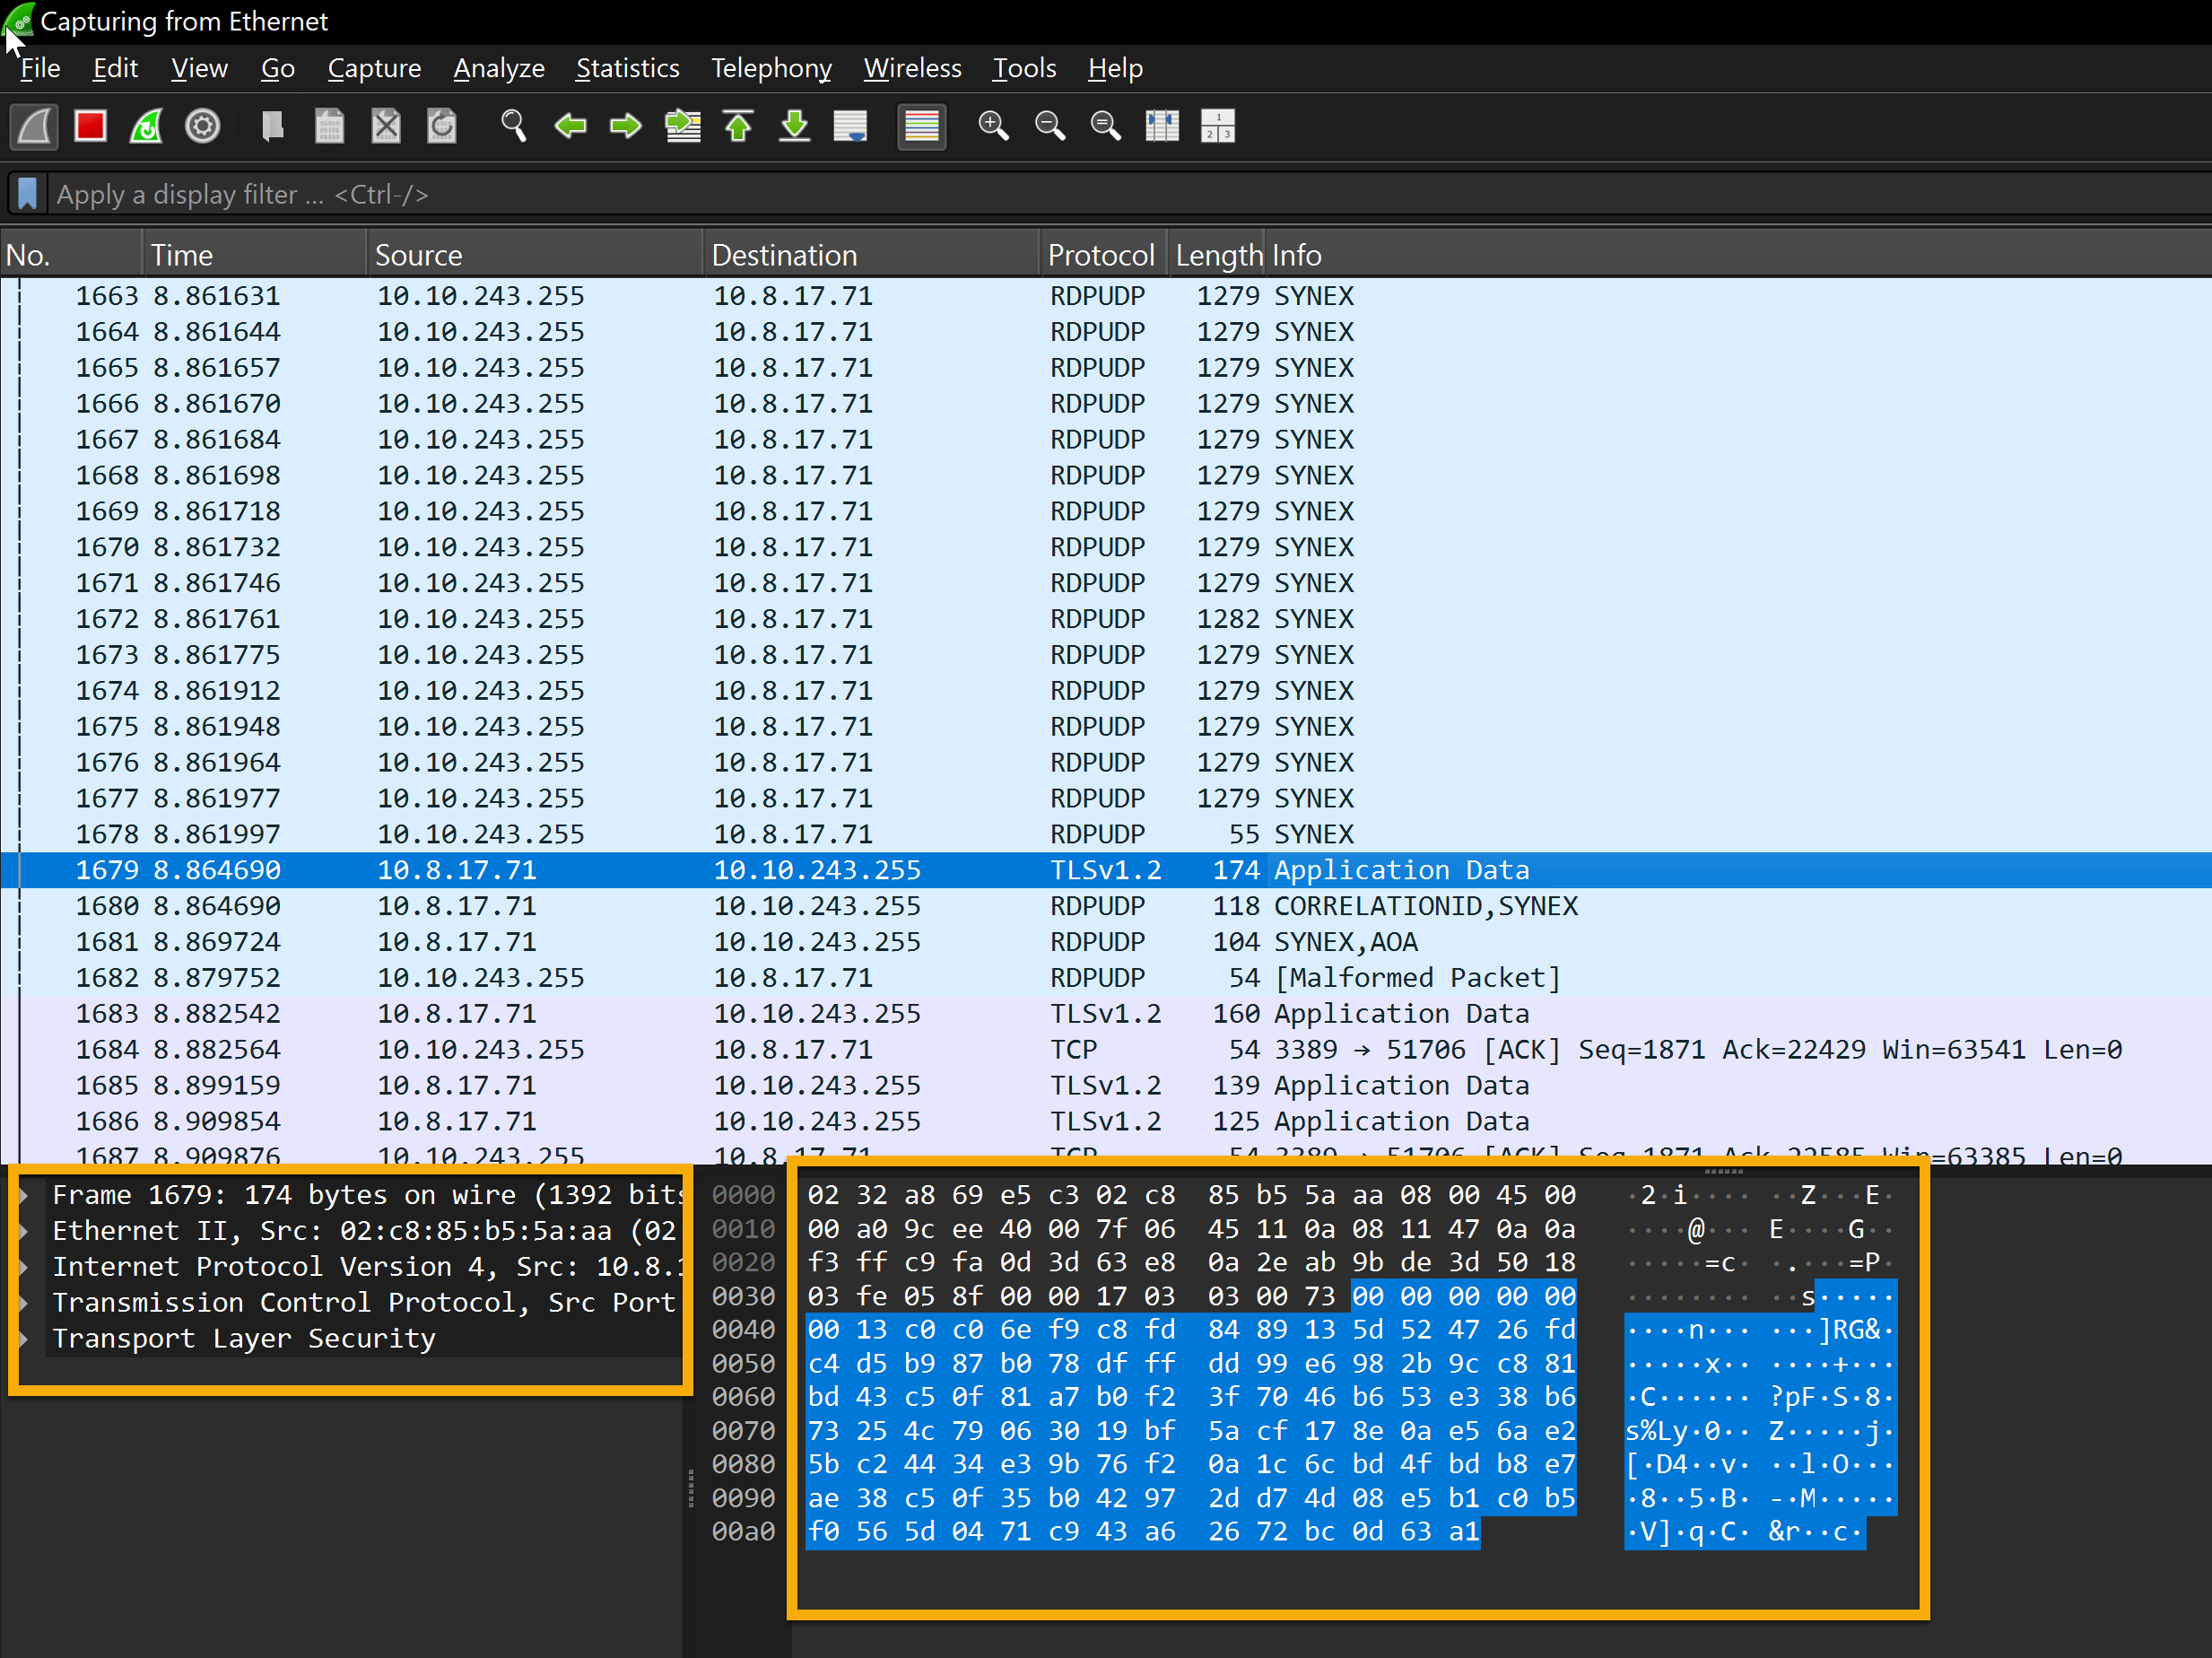 Capturing from Ethernet
File Edit View Go Capture Analyze Statistics Telephony Wireless Tools Help
Apply a display filter ... <Ctrl-/>
No. Time Source Destination Protocol Length Info
1663 8.861631 10.10.243.255 10.8.17.71 RDPUDP 1279 SYNEX
1664 8.861644 10.10.243.255 10.8.17.71 RDPUDP 1279 SYNEX
1665 8.861657 10.10.243.255 10.8.17.71 RDPUDP 1279 SYNEX
1666 8.861670 10.10.243.255 10.8.17.71 RDPUDP 1279 SYNEX
1667 8.861684 10.10.243.255 10.8.17.71 RDPUDP 1279 SYNEX
1668 8.861698 10.10.243.255 10.8.17.71 RDPUDP 1279 SYNEX
1669 8.861718 10.10.243.255 10.8.17.71 RDPUDP 1279 SYNEX
1670 8.861732 10.10.243.255 10.8.17.71 RDPUDP 1279 SYNEX
1671 8.861746 10.10.243.255 10.8.17.71 RDPUDP 1279 SYNEX
1672 8.861761 10.10.243.255 10.8.17.71 RDPUDP 1282 SYNEX
1673 8.861775 10.10.243.255 10.8.17.71 RDPUDP 1279 SYNEX
1674 8.861912 10.10.243.255 10.8.17.71 RDPUDP 1279 SYNEX
1675 8.861948 10.10.243.255 10.8.17.71 RDPUDP 1279 SYNEX
1676 8.861964 10.10.243.255 10.8.17.71 RDPUDP 1279 SYNEX
1677 8.861977 10.10.243.255 10.8.17.71 RDPUDP 1279 SYNEX
1678 8.861997 10.10.243.255 10.8.17.71 RDPUDP 55 SYNEX
1679 8.864690 10.8.17.71 10.10.243.255 TLSv1.2 174 Application Data
1680 8.864690 10.8.17.71 10.10.243.255 RDPUDP 118 CORRELATIONID,SYNEX
1681 8.869724 10.8.17.71 10.10.243.255 RDPUDP 104 SYNEX,AOA
1682 8.879752 10.10.243.255 10.8.17.71 RDPUDP 54 [Malformed Packet]
1683 8.882542 10.8.17.71 10.10.243.255 TLSv1.2 160 Application Data
1684 8.882564 10.10.243.255 10.8.17.71 TCP 54 3389 → 51706 [ACK] Seq=1871 Ack=22429 Win=63541 Len=0
1685 8.899159 10.8.17.71 10.10.243.255 TLSv1.2 139 Application Data
1686 8.909854 10.8.17.71 10.10.243.255 TLSv1.2 125 Application Data
1687 8.909876 10.10.243.255 10.8.17.71 TCP 54 3389 → 51706 [ACK] Seq=1871 Ack=22585 Win=63385 Len=0
Frame 1679: 174 bytes on wire (1392 bits
Ethernet II, Src: 02:c8:85:b5:5a:aa (02
Internet Protocol Version 4, Src: 10.8.1
Transmission Control Protocol, Src Port
Transport Layer Security
0000 02 32 a8 69 e5 c3 02 c8 85 b5 5a aa 08 00 45 00 ·2·i···· ··Z···E·
0010 00 a0 9c ee 40 00 7f 06 45 11 0a 08 11 47 0a 0a ····@··· E····G··
0020 f3 ff c9 fa 0d 3d 63 e8 0a 2e ab 9b de 3d 50 18 ·····=c· ·.···=P·
0030 03 fe 05 8f 00 00 17 03 03 00 73 00 00 00 00 00 ········ ··s·····
0040 00 13 c0 c0 6e f9 c8 fd 84 89 13 5d 52 47 26 fd ····n··· ···]RG&·
0050 c4 d5 b9 87 b0 78 df ff dd 99 e6 98 2b 9c c8 81 ·····x·· ····+···
0060 bd 43 c5 0f 81 a7 b0 f2 3f 70 46 b6 53 e3 38 b6 ·C······ ?pF·S·8·
0070 73 25 4c 79 06 30 19 bf 5a cf 17 8e 0a e5 6a e2 s%Ly·0·· Z·····j·
0080 5b c2 44 34 e3 9b 76 f2 0a 1c 6c bd 4f bd b8 e7 [·D4··v· ··l·O···
0090 ae 38 c5 0f 35 b0 42 97 2d d7 4d 08 e5 b1 c0 b5 ·8··5·B· -·M·····
00a0 f0 56 5d 04 71 c9 43 a6 26 72 bc 0d 63 a1 ·V]·q·C· &r··c·